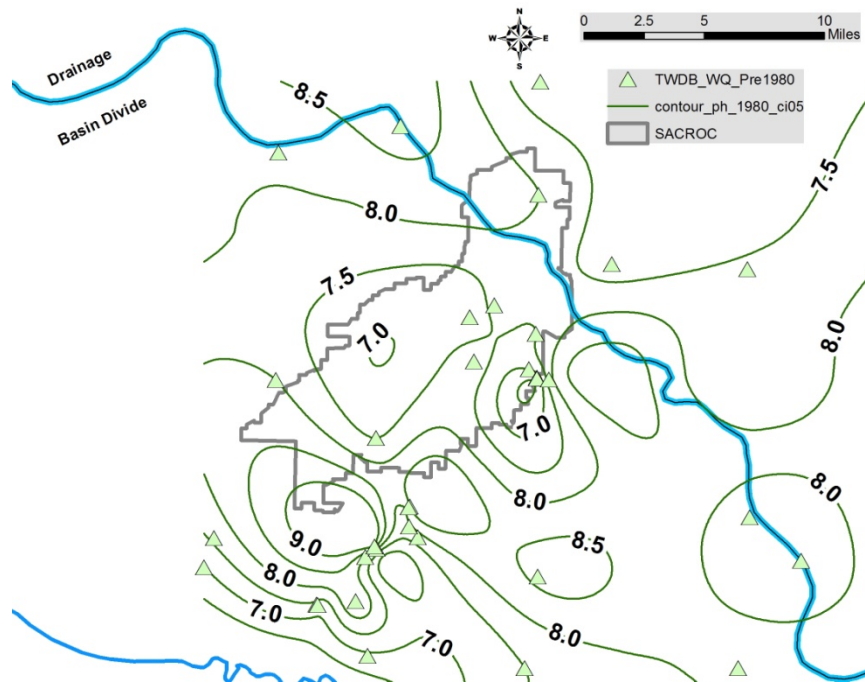 N
W E
S
0 2.5 5 10
Miles
TWDB_WQ_Pre1980
contour_ph_1980_ci05
SACROC
Drainage
Basin Divide
8.5
8.0
7.5
7.5
7.0
8.0
7.0
8.0
8.0
9.0
8.5
8.0
7.0
7.0
8.0